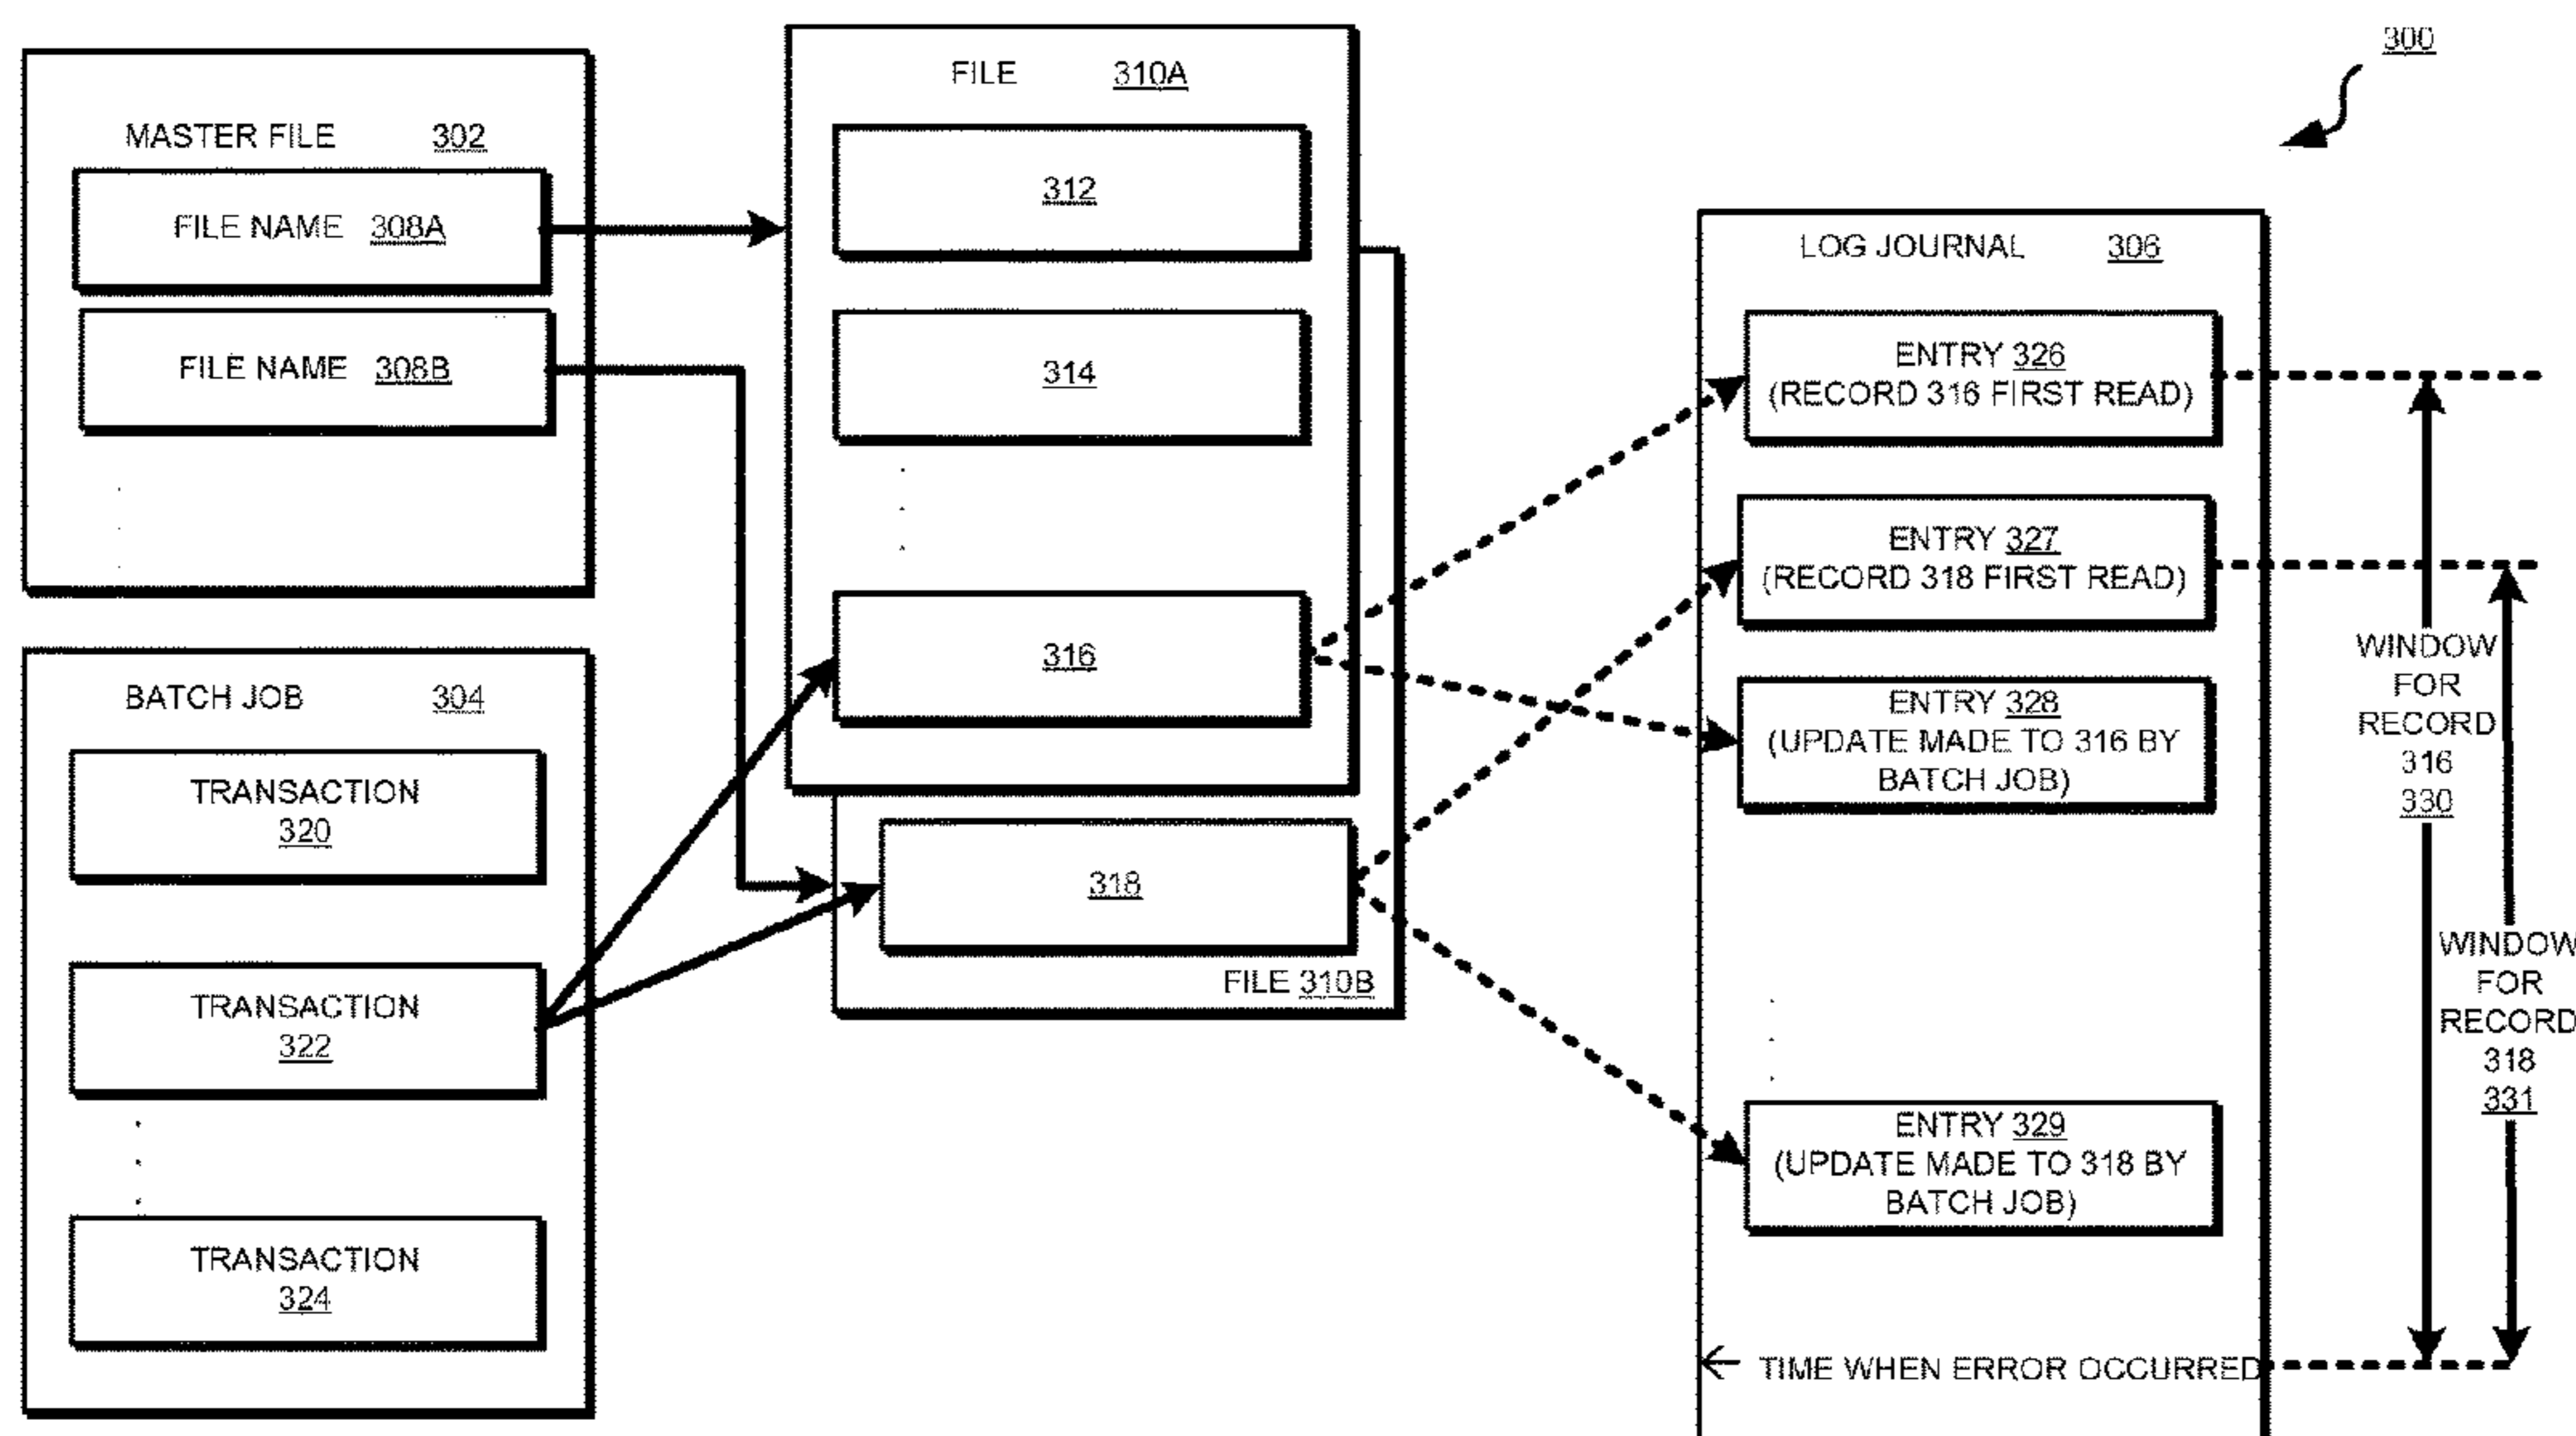 300
MASTER FILE 302
FILE NAME 308A
FILE NAME 308B
BATCH JOB 304
TRANSACTION
320
TRANSACTION
322
TRANSACTION
324
FILE 310A
312
314
316
318
FILE 310B
LOG JOURNAL 306
ENTRY 326
(RECORD 316 FIRST READ)
ENTRY 327
(RECORD 318 FIRST READ)
ENTRY 328
(UPDATE MADE TO 316 BY
BATCH JOB)
ENTRY 329
(UPDATE MADE TO 318 BY
BATCH JOB)
TIME WHEN ERROR OCCURRED
WINDOW
FOR
RECORD
316
330
WINDOW
FOR
RECORD
318
331